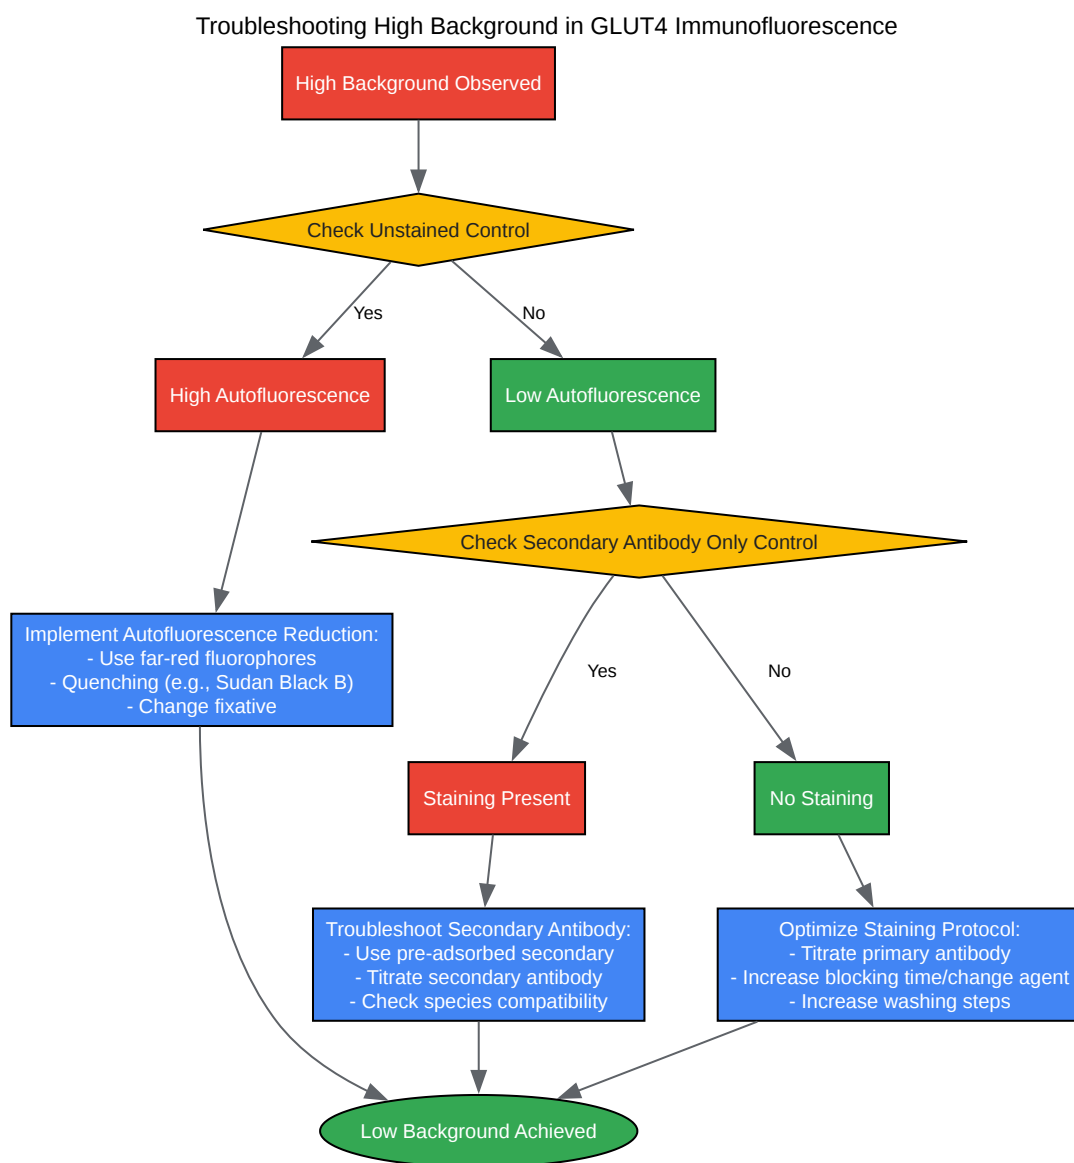 Troubleshooting High Background in GLUT4 Immunofluorescence
High Background Observed
Check Unstained Control
Yes
No
High Autofluorescence
Low Autofluorescence
Check Secondary Antibody Only Control
Implement Autofluorescence Reduction:
- Use far-red fluorophores
- Quenching (e.g., Sudan Black B)
- Change fixative
Yes
No
Staining Present
No Staining
Troubleshoot Secondary Antibody:
- Use pre-adsorbed secondary
- Titrate secondary antibody
- Check species compatibility
Optimize Staining Protocol:
- Titrate primary antibody
- Increase blocking time/change agent
- Increase washing steps
Low Background Achieved